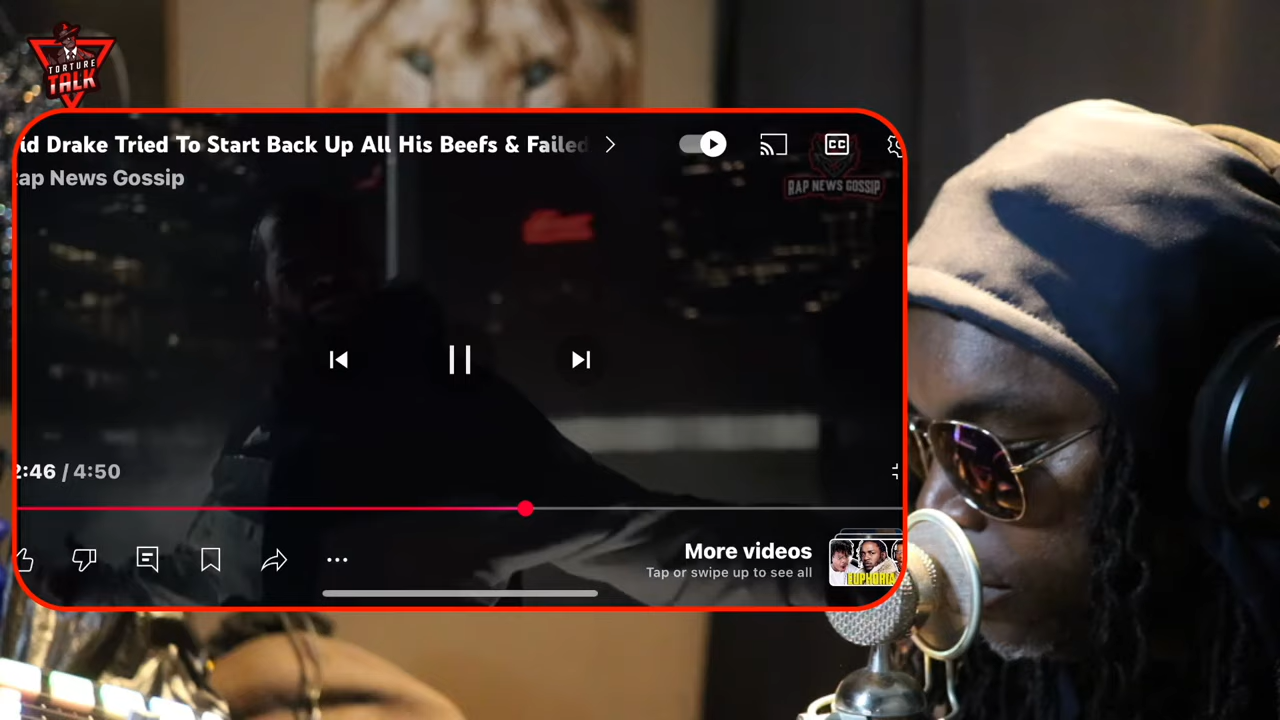 TORTURE
TALK
id Drake Tried To Start Back Up All His Beefs & Failed
ap News Gossip
CC
RAP NEWS GOSSIP
2:46 / 4:50
More videos
Tap or swipe up to see all
EUPHORIA